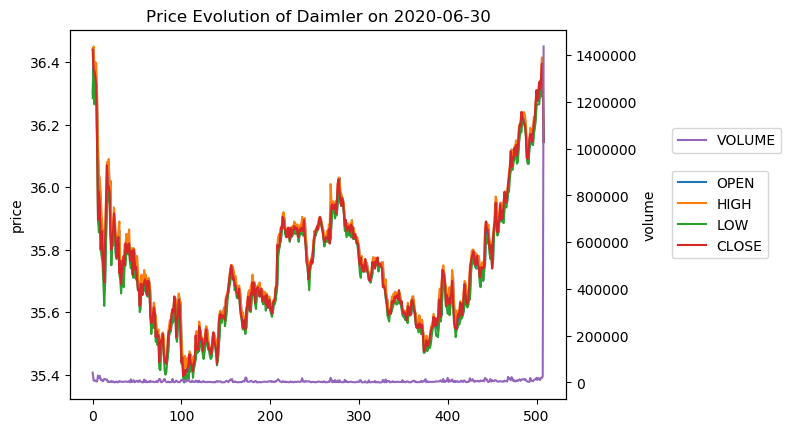 Price Evolution of Daimler on 2020-06-30
price
36.4
36.2
36.0
35.8
35.6
35.4
0
100
200
300
400
500
1400000
1200000
1000000
800000
600000
400000
200000
0
volume
VOLUME
OPEN
HIGH
LOW
CLOSE